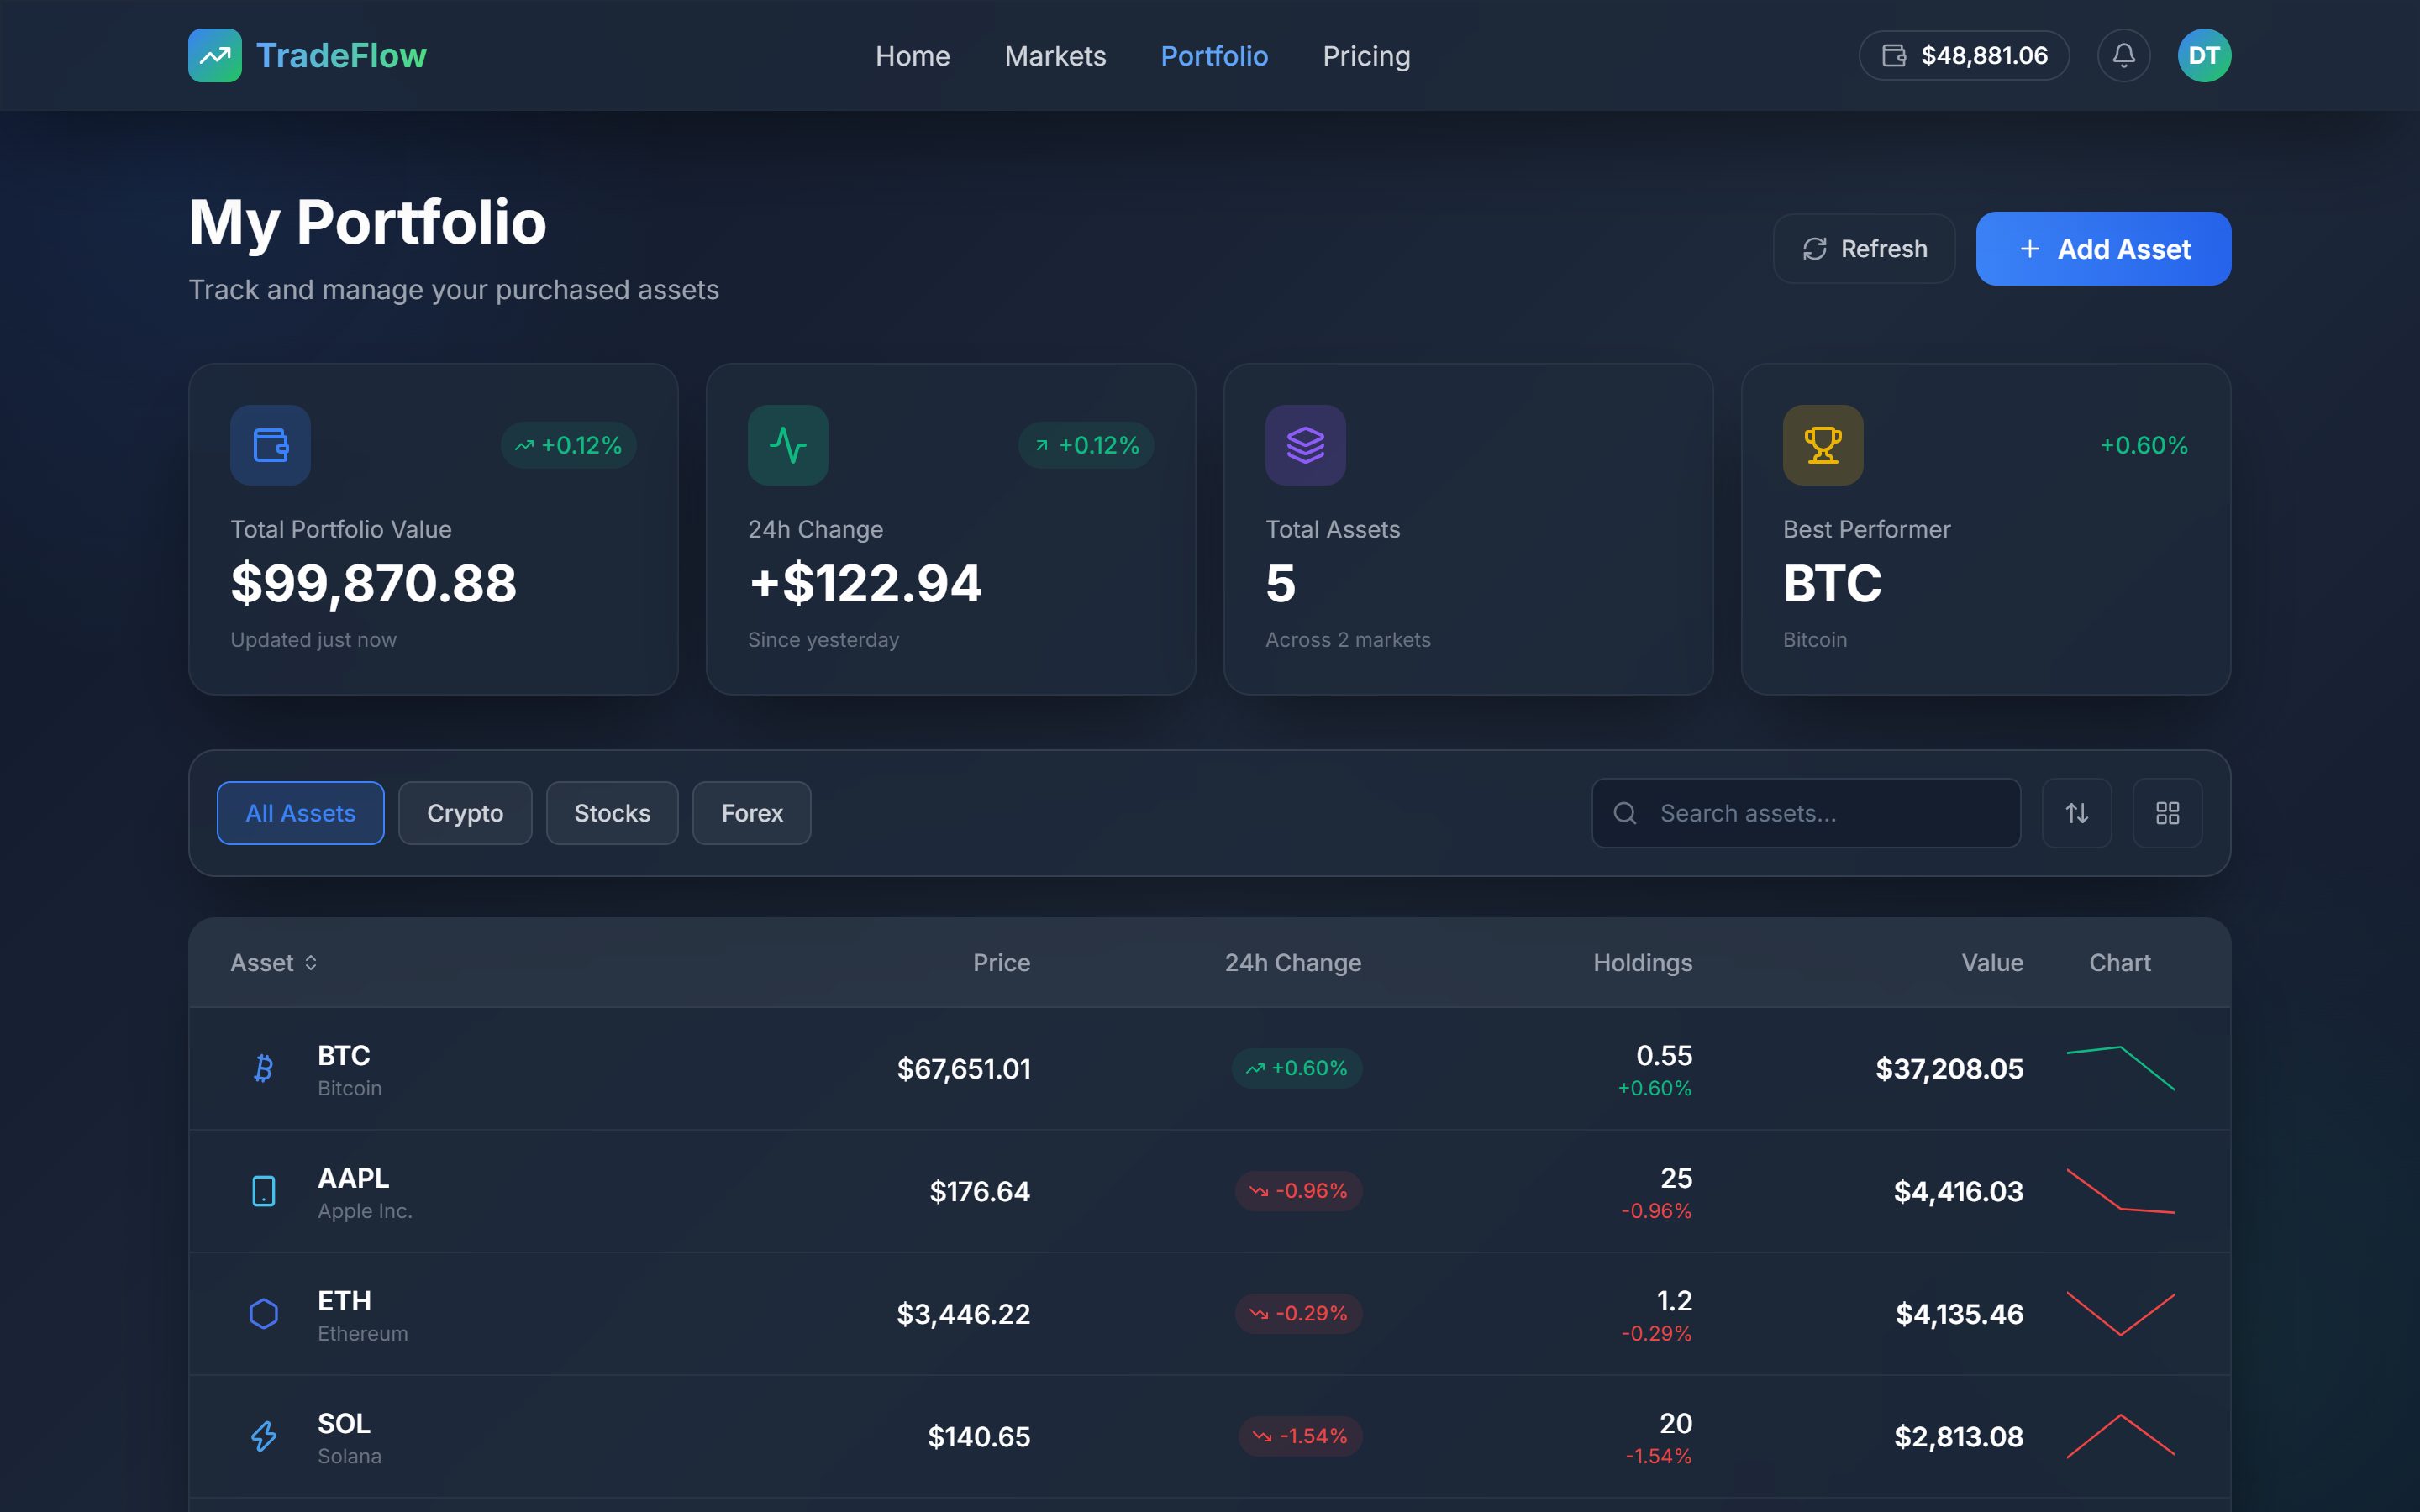 TradeFlow
Home Markets Portfolio Pricing
$48,881.06
DT
My Portfolio
Track and manage your purchased assets
Refresh
Add Asset
+0.12%
Total Portfolio Value
$99,870.88
Updated just now
+0.12%
24h Change
+$122.94
Since yesterday
Total Assets
5
Across 2 markets
+0.60%
Best Performer
BTC
Bitcoin
All Assets Crypto Stocks Forex
Search assets...
Asset Price 24h Change Holdings Value Chart
BTC
Bitcoin
$67,651.01
+0.60%
0.55
+0.60%
$37,208.05
AAPL
Apple Inc.
$176.64
-0.96%
25
-0.96%
$4,416.03
ETH
Ethereum
$3,446.22
-0.29%
1.2
-0.29%
$4,135.46
SOL
Solana
$140.65
-1.54%
20
-1.54%
$2,813.08